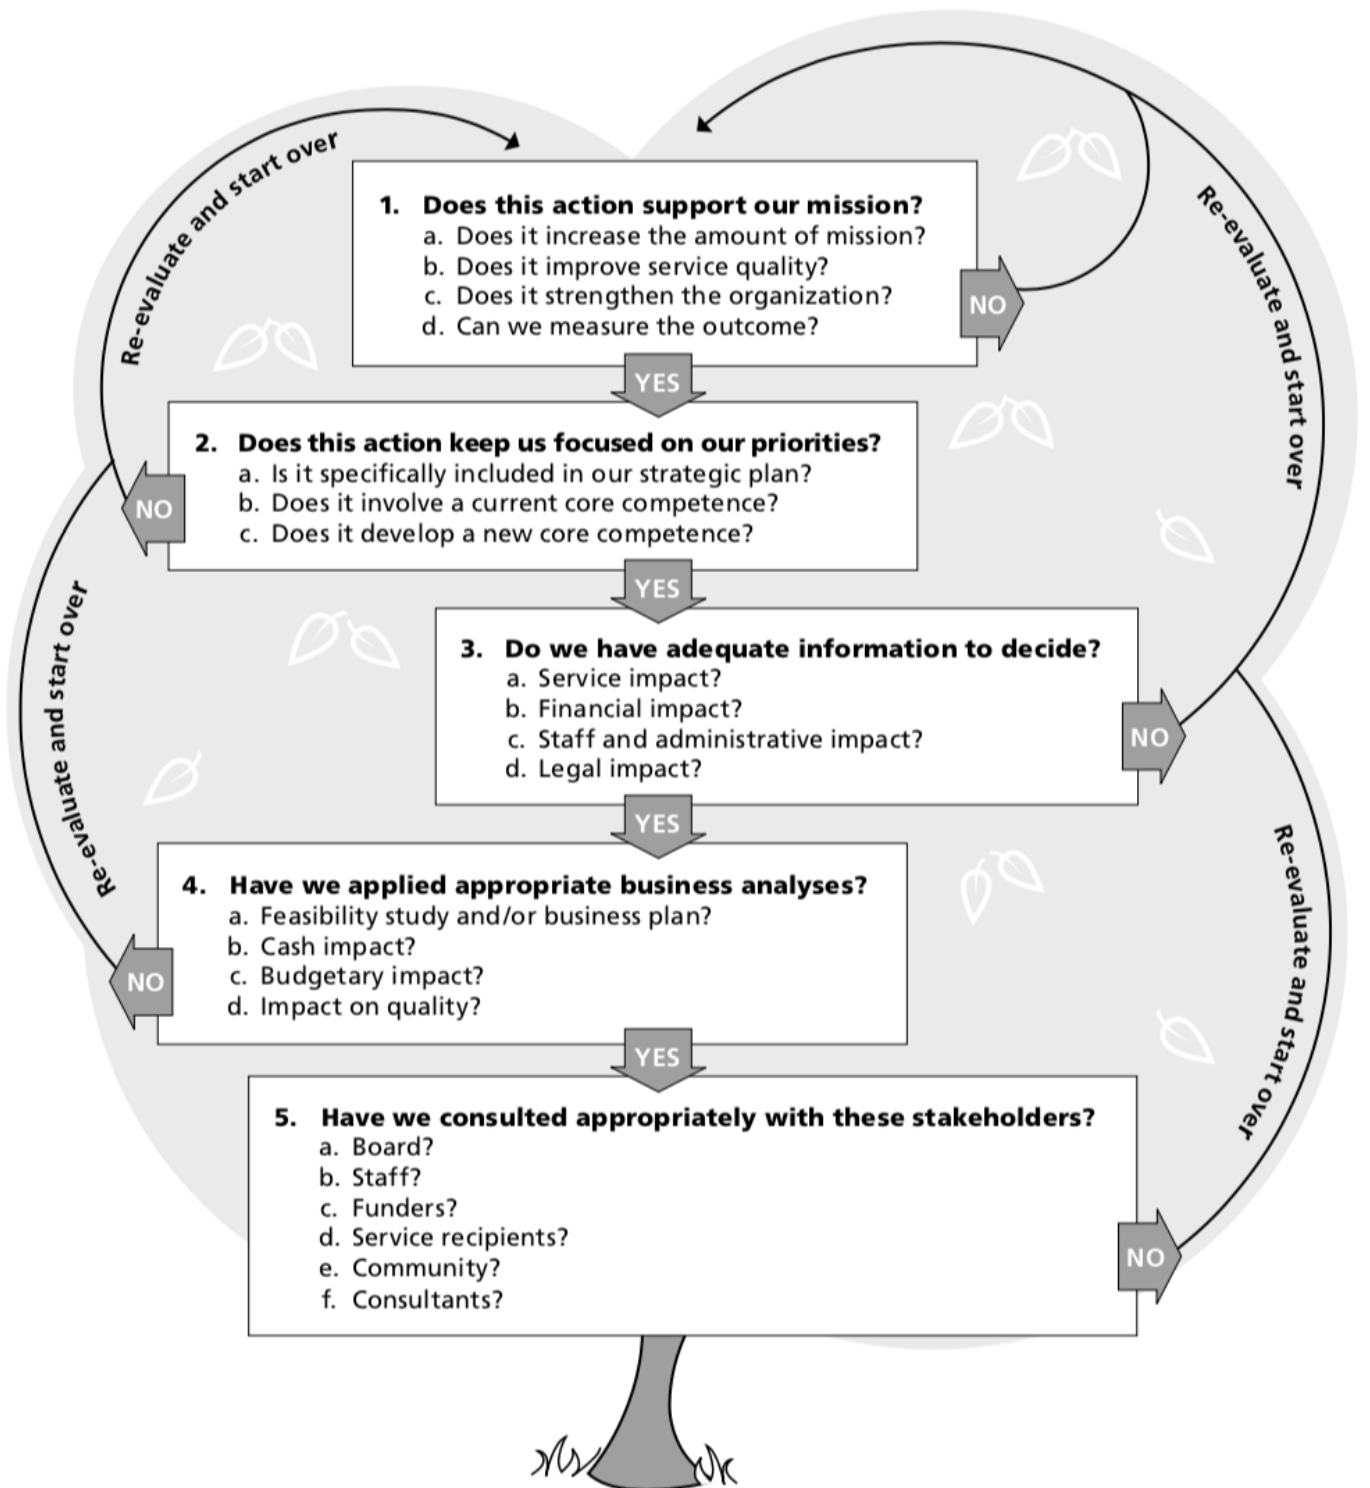 Re-evaluate and start over
Re-evaluate and start over
1. Does this action support our mission?
a. Does it increase the amount of mission?
b. Does it improve service quality?
c. Does it strengthen the organization?
d. Can we measure the outcome?
NO
YES
2. Does this action keep us focused on our priorities?
a. Is it specifically included in our strategic plan?
b. Does it involve a current core competence?
c. Does it develop a new core competence?
NO
YES
Re-evaluate and start over
3. Do we have adequate information to decide?
a. Service impact?
b. Financial impact?
c. Staff and administrative impact?
d. Legal impact?
NO
YES
4. Have we applied appropriate business analyses?
a. Feasibility study and/or business plan?
b. Cash impact?
c. Budgetary impact?
d. Impact on quality?
NO
YES
Re-evaluate and start over
5. Have we consulted appropriately with these stakeholders?
a. Board?
b. Staff?
c. Funders?
d. Service recipients?
e. Community?
f. Consultants?
NO